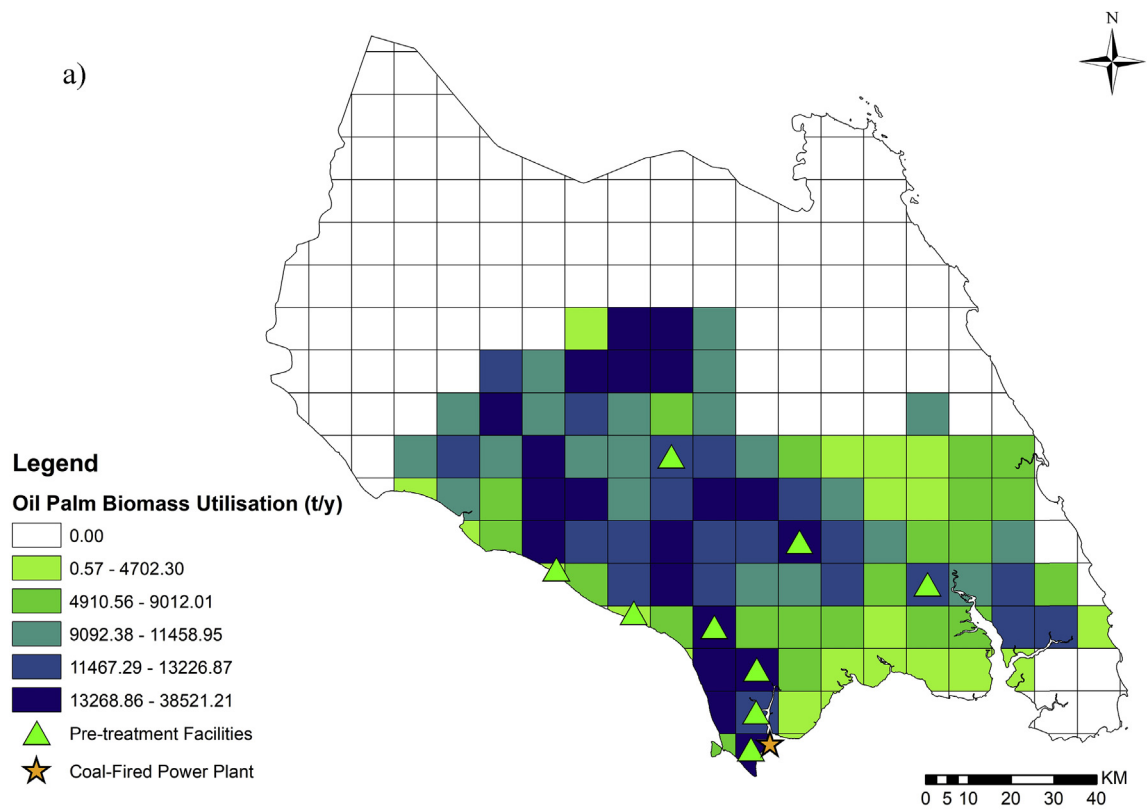 N
a)
Legend
Oil Palm Biomass Utilisation (t/y)
0.00
0.57 - 4702.30
4910.56 - 9012.01
9092.38 - 11458.95
11467.29 - 13226.87
13268.86 - 38521.21
Pre-treatment Facilities
Coal-Fired Power Plant
KM
0 5 10 20 30 40